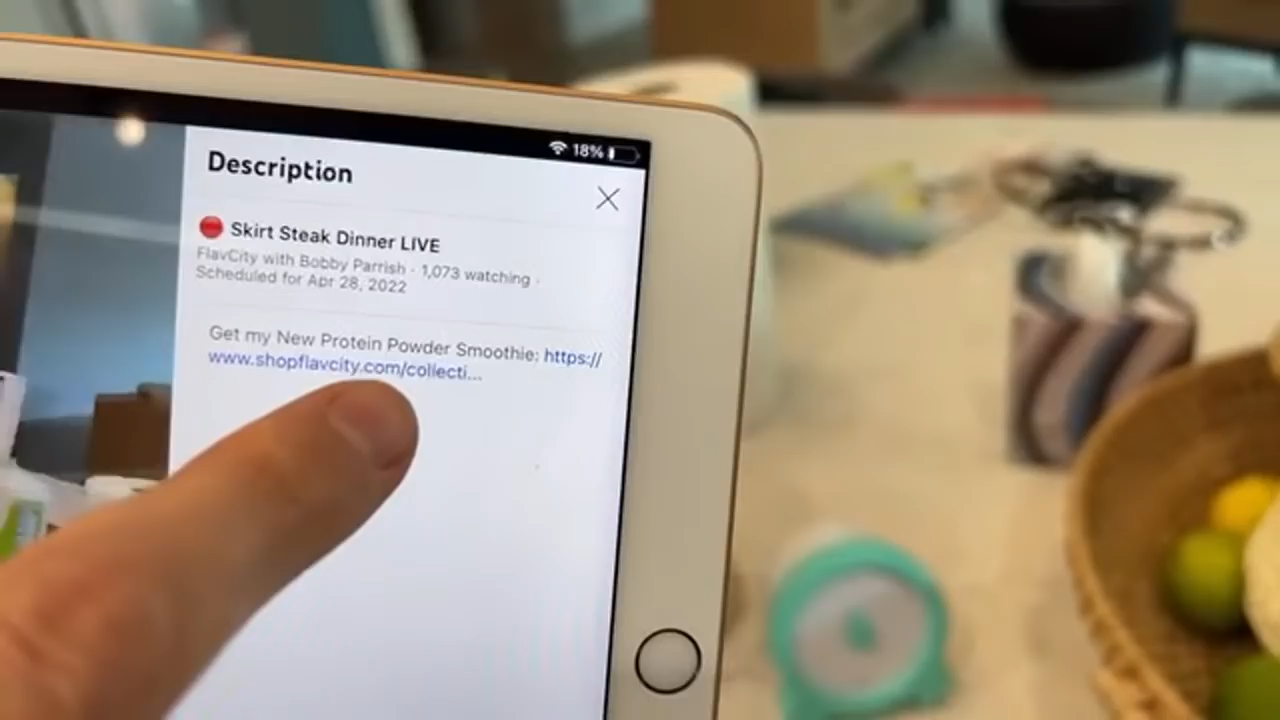 18%
Description
Skirt Steak Dinner LIVE
FlavCity with Bobby Parrish · 1,073 watching ·
Scheduled for Apr 28, 2022
Get my New Protein Powder Smoothie: https://
www.shopflavcity.com/collecti...